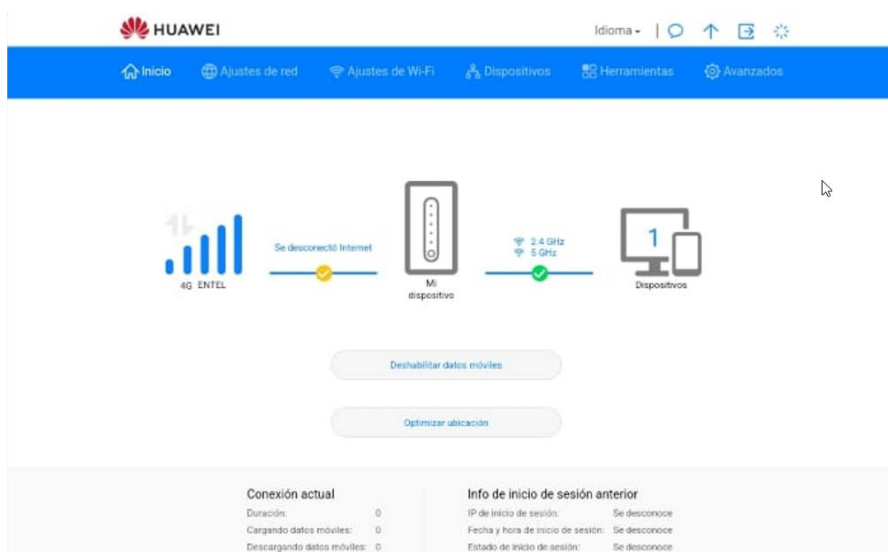 HUAWEI
Idioma
Inicio
Ajustes de red
Ajustes de Wi-Fi
Dispositivos
Herramientas
Avanzados
Se desconectó Internet
2.4 GHz
5 GHz
1
4G ENTEL
Mi
dispositivo
Dispositivos
Deshabilitar datos móviles
Optimizar ubicación
Conexión actual
Duración: 0
Cargando datos móviles: 0
Descargando datos móviles: 0
Info de inicio de sesión anterior
IP de inicio de sesión: Se desconoce
Fecha y hora de inicio de sesión: Se desconoce
Estado de inicio de sesión: Se desconoce